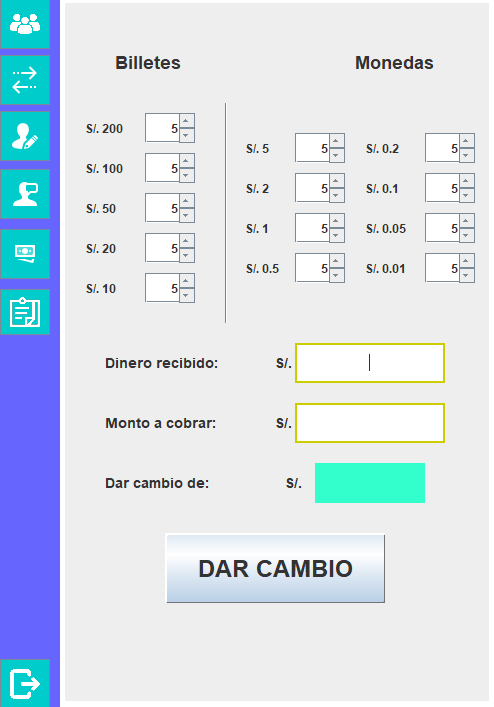 Billetes
Monedas
S/. 200 5
S/. 100 5
S/. 50 5
S/. 20 5
S/. 10 5
S/. 5 5
S/. 2 5
S/. 1 5
S/. 0.5 5
S/. 0.2 5
S/. 0.1 5
S/. 0.05 5
S/. 0.01 5
Dinero recibido: S/.
Monto a cobrar: S/.
Dar cambio de: S/.
DAR CAMBIO